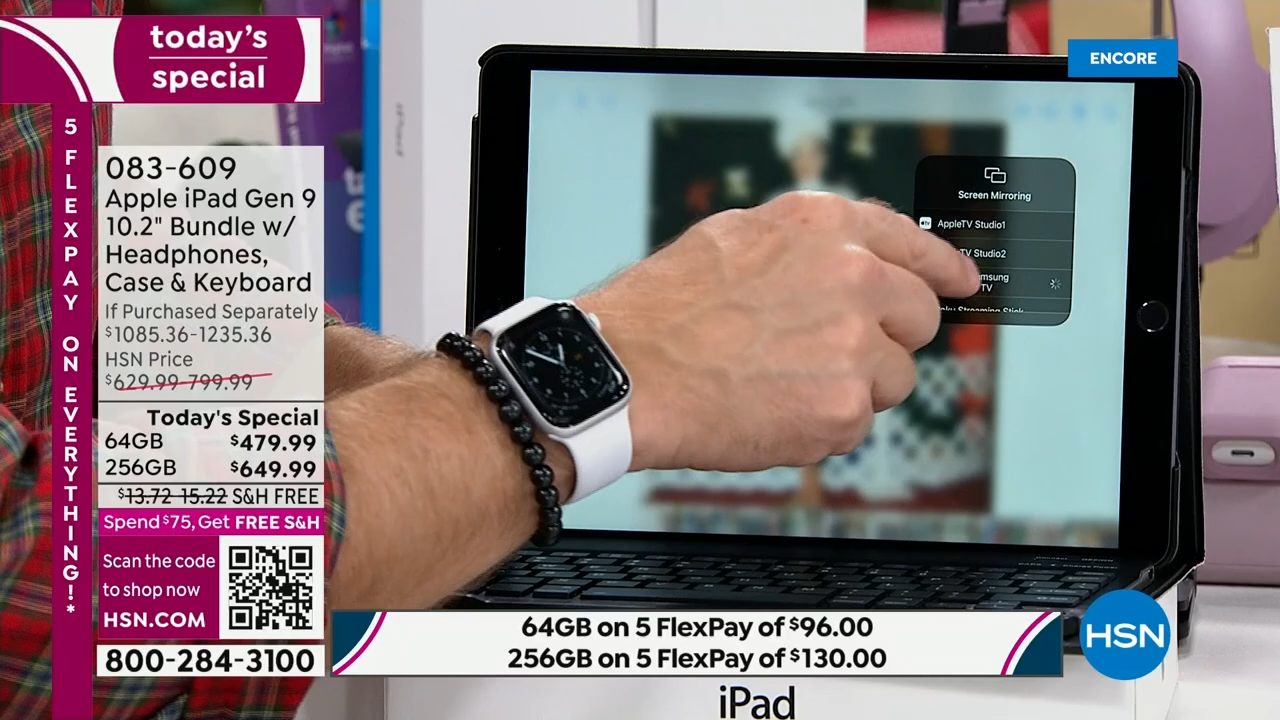 today's
special
ENCORE
5 FLEXPAY ON EVERYTHING!*
083-609
Apple iPad Gen 9
10.2" Bundle w/
Headphones,
Case & Keyboard
If Purchased Separately
$1085.36-1235.36
HSN Price
$629.99-799.99
Today's Special
64GB $479.99
256GB $649.99
$13.72-15.22 S&H FREE
Spend $75, Get FREE S&H
Scan the code
to shop now
HSN.COM
800-284-3100
Screen Mirroring
AppleTV Studio1
TV Studio2
TV
64GB on 5 FlexPay of $96.00
256GB on 5 FlexPay of $130.00
HSN
iPad